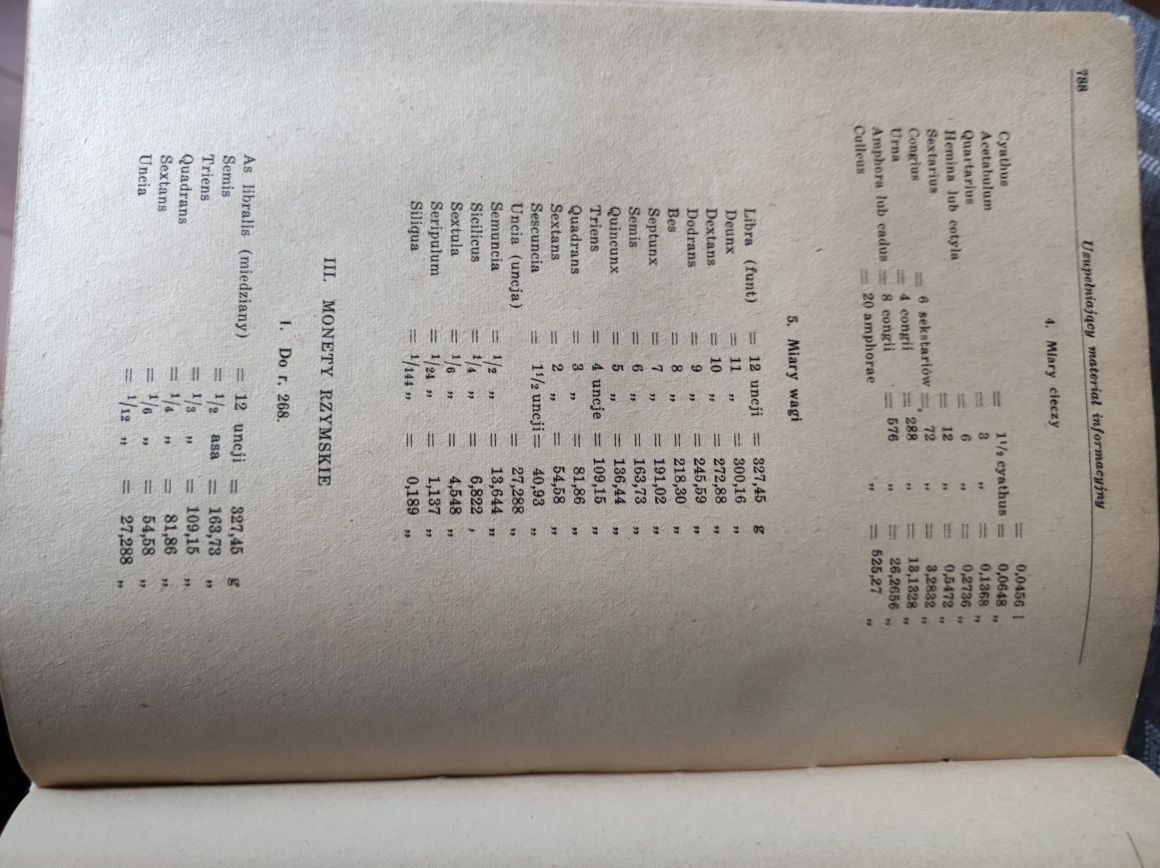 788 Uzupełniający materiał informacyjny
4. Miary cieczy
Cyathus = 0,0456 l
Acetabulum = 1 1/2 cyathus = 0,0648 „
Quartarius = 3 „ = 0,1368 „
Hemina lub cotyla = 6 „ = 0,2736 „
Sextarius = 12 „ = 0,5472 „
Congius = 6 sekstariów = 72 „ = 3,2832 „
Urna = 4 congii = 288 „ = 13,1328 „
Amphora lub cadus = 8 congii = 576 „ = 26,2656 „
Culleus = 20 amphorae „ = 525,27 „
5. Miary wagi
Libra (funt) = 12 uncji = 327,45 g
Deunx = 11 „ = 300,16 „
Dextans = 10 „ = 272,88 „
Dodrans = 9 „ = 245,59 „
Bes = 8 „ = 218,30 „
Septunx = 7 „ = 191,02 „
Semis = 6 „ = 163,73 „
Quincunx = 5 „ = 136,44 „
Triens = 4 uncje = 109,15 „
Quadrans = 3 „ = 81,86 „
Sextans = 2 „ = 54,58 „
Sescuncia = 1 1/2 uncji = 40,93 „
Uncia (uncja) = 27,288 „
Semuncia = 1/2 „ = 13,644 „
Sicilicus = 1/4 „ = 6,822 ,
Sextula = 1/6 „ = 4,548 „
Seripulum = 1/24 „ = 1,137 „
Siliqua = 1/144 „ = 0,189 „
III. MONETY RZYMSKIE
1. Do r. 268.
As libralis (miedziany) = 12 uncji = 327,45 g
Semis = 1/2 asa = 163,73 „
Triens = 1/3 „ = 109,15 „
Quadrans = 1/4 „ = 81,86 „
Sextans = 1/6 „ = 54,58 „
Uncia = 1/12 „ = 27,288 „